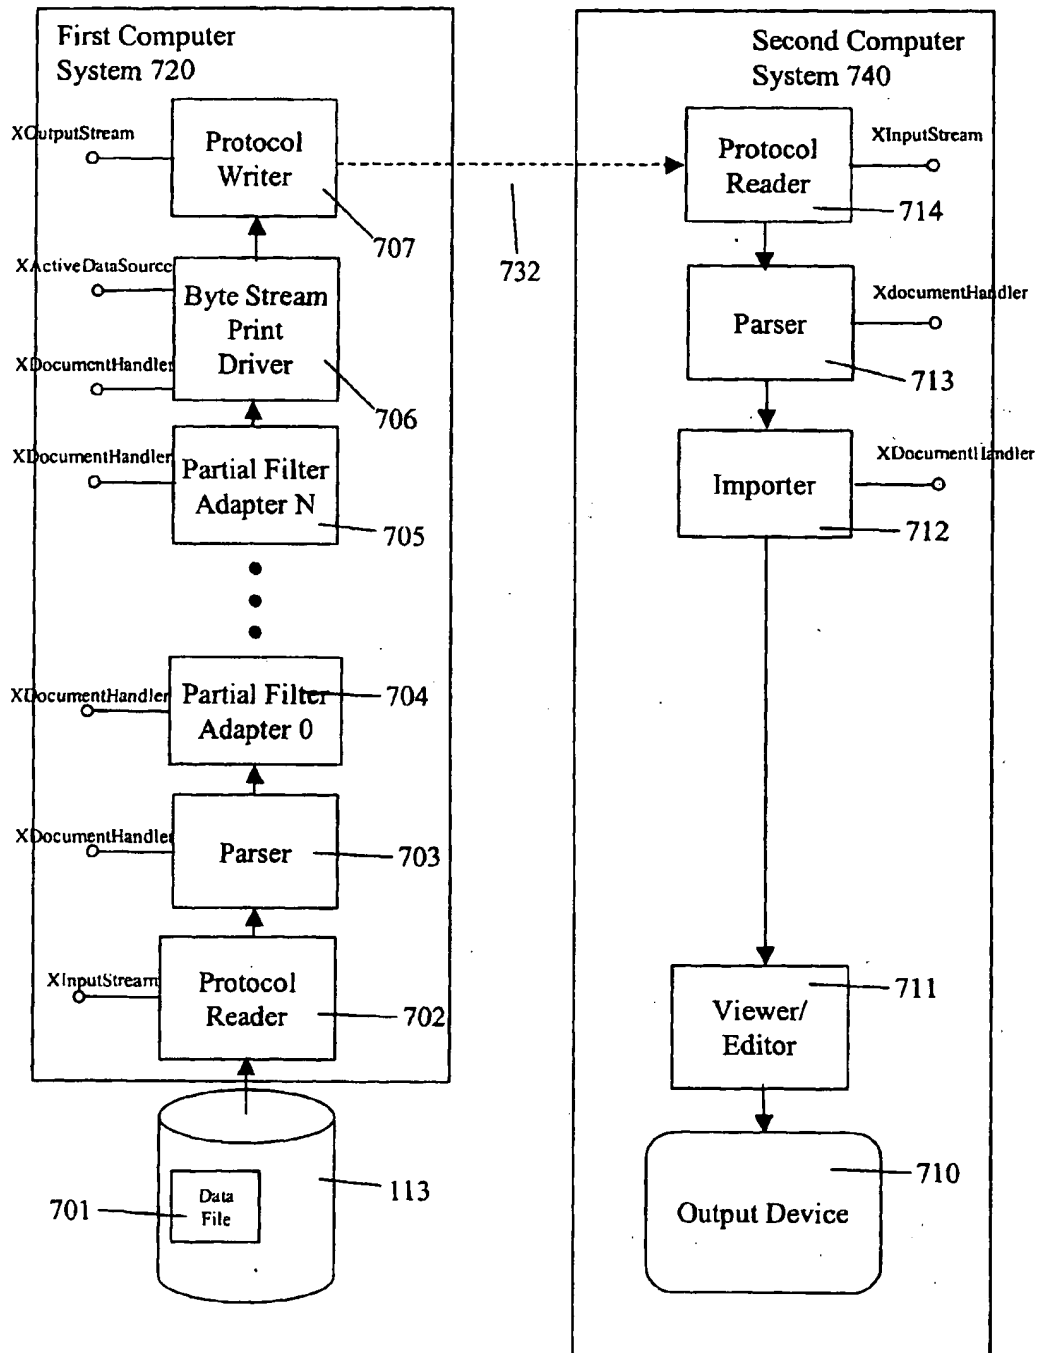 First Computer
System 720
XOutputStream
Protocol
Writer
707
XActiveDataSource
Byte Stream
Print
Driver
XDocumentHandler
706
XDocumentHandler
Partial Filter
Adapter N
705
XDocumentHandler
Partial Filter
Adapter 0
704
XDocumentHandler
Parser
703
XInputStream
Protocol
Reader
702
701
Data
File
113
732
Second Computer
System 740
Protocol
Reader
XInputStream
714
XdocumentHandler
Parser
713
XDocumentHandler
Importer
712
711
Viewer/
Editor
710
Output Device